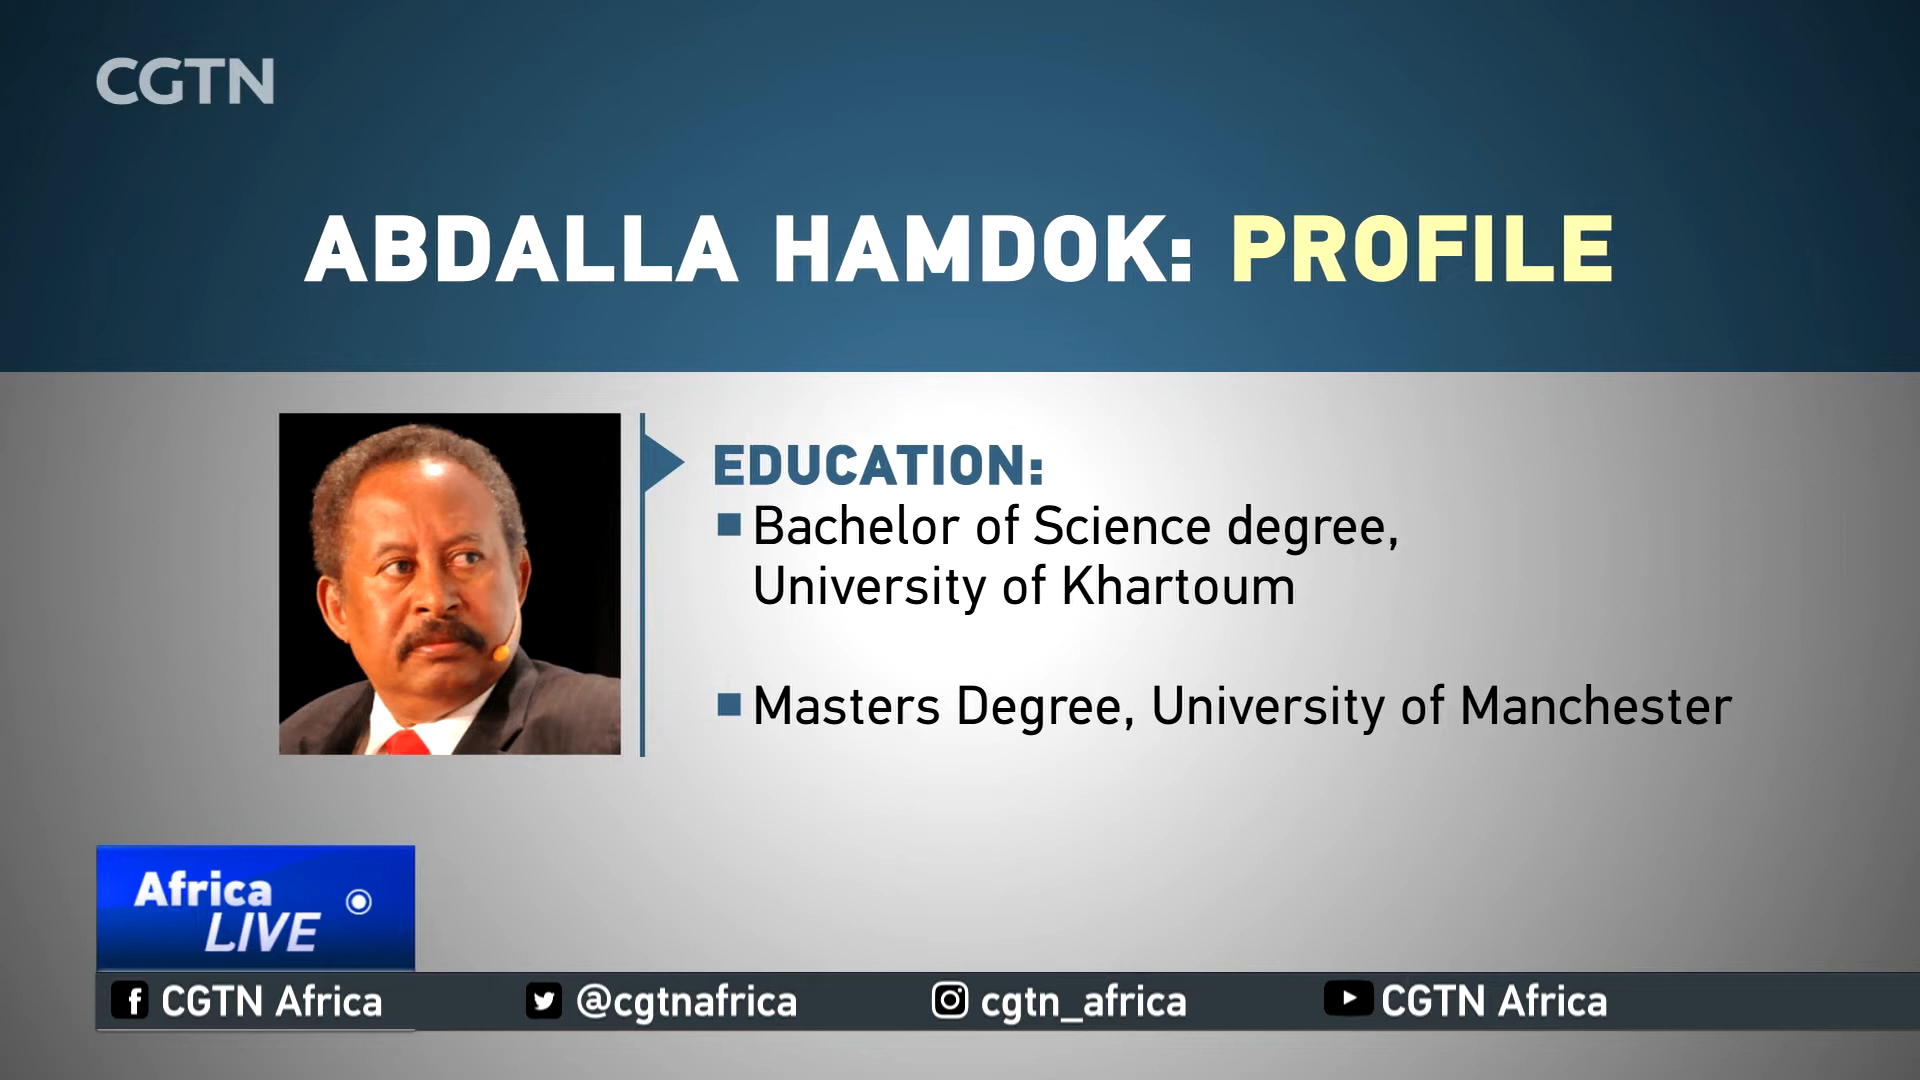 CGTN
ABDALLA HAMDOK: PROFILE
EDUCATION:
Bachelor of Science degree,
University of Khartoum
Masters Degree, University of Manchester
Africa
LIVE
CGTN Africa @cgtnafrica cgtn_africa CGTN Africa